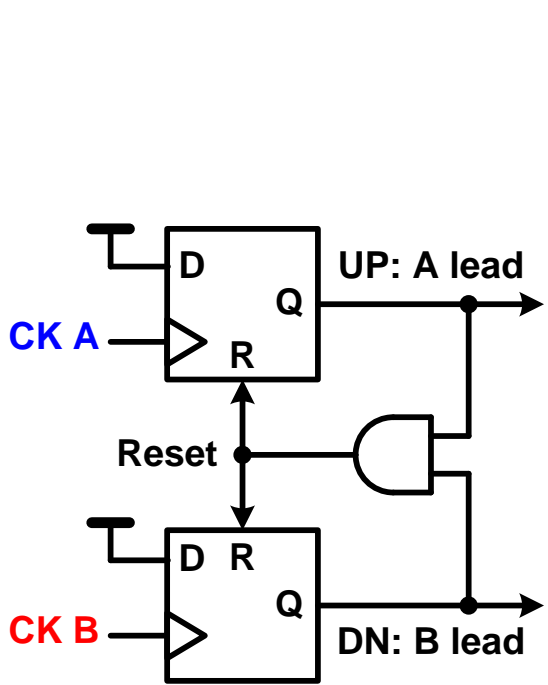 D
UP: A lead
Q
CK A
R
Reset
D R
Q
CK B
DN: B lead